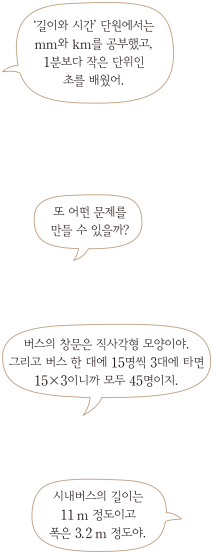 ‘길이와 시간’ 단원에서는
mm와 km를 공부했고,
1분보다 작은 단위인
초를 배웠어.
또 어떤 문제를
만들 수 있을까?
버스의 창문은 직사각형 모양이야.
그리고 버스 한 대에 15명씩 3대에 타면
15×3이니까 모두 45명이지.
시내버스의 길이는
11 m 정도이고
폭은 3.2 m 정도야.